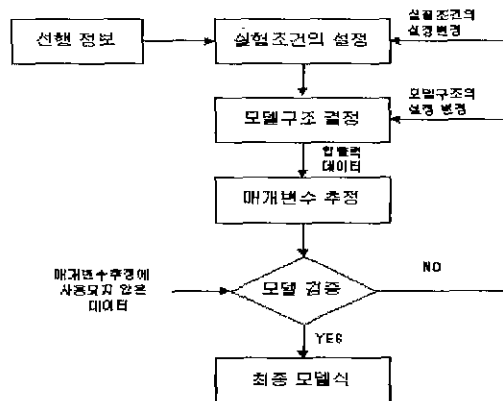 선행 정보
실험조건의 설정
실험조건의
설정변경
모델구조 결정
모델구조의
설정 변경
입출력
데이터
매개변수 추정
매개변수추정에
사용되지 않은
데이터
모델 검증
NO
YES
최종 모델식